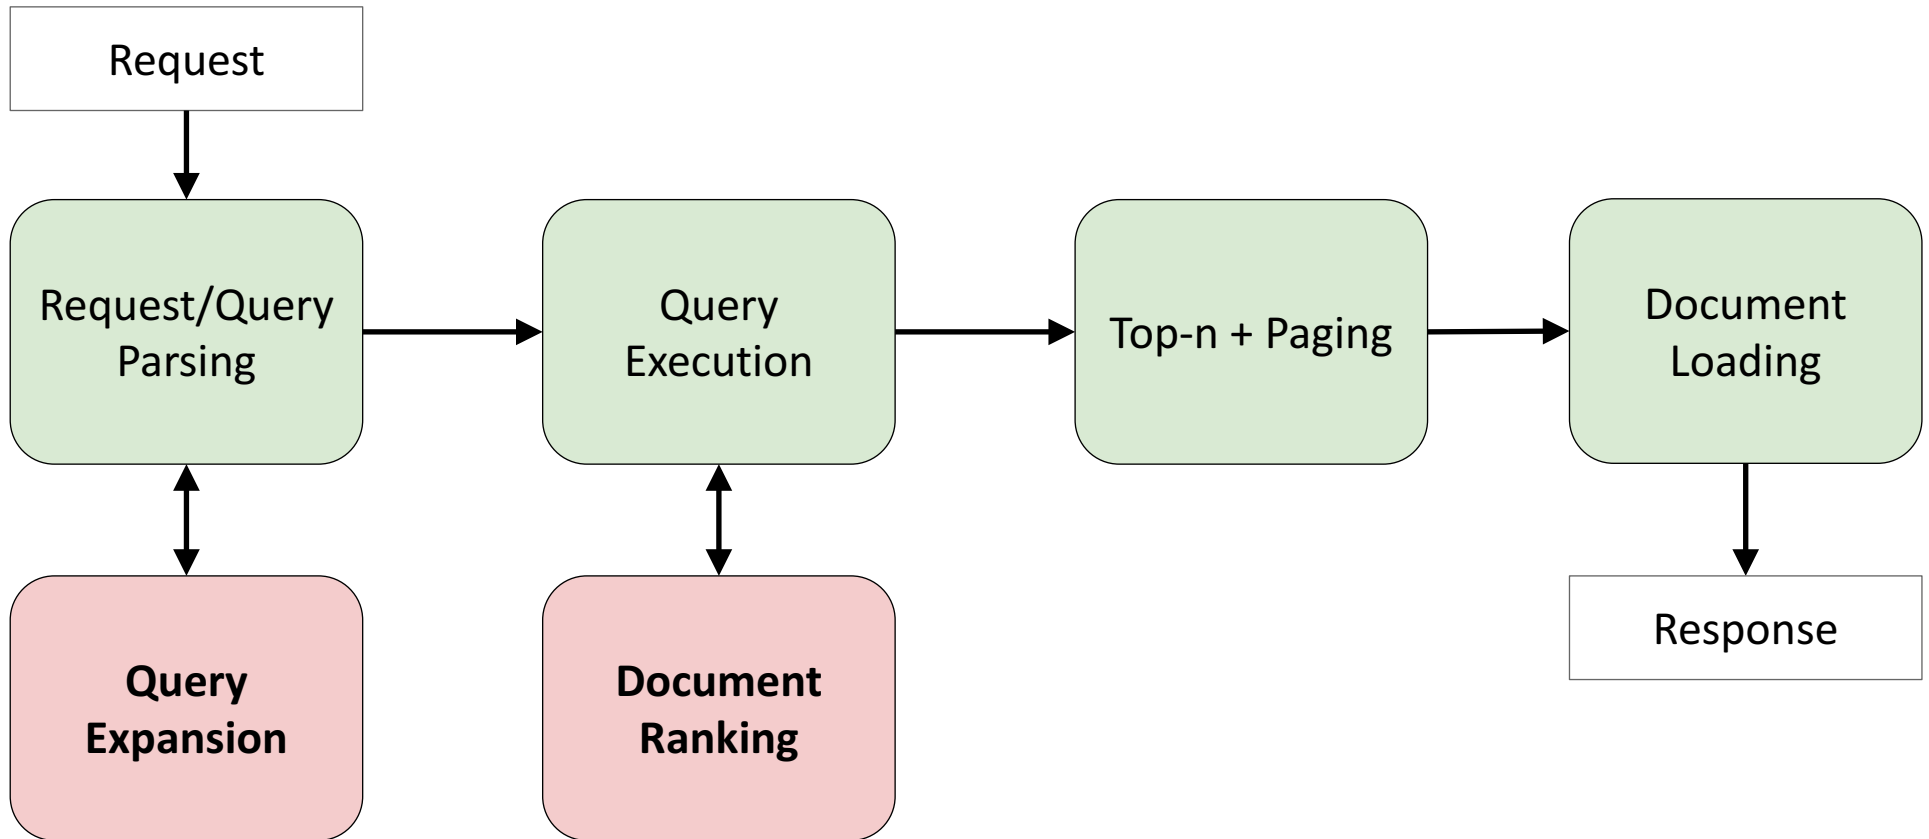 Request
Request/Query
Parsing
Query
Execution
Top-n + Paging
Document
Loading
Query
Expansion
Document
Ranking
Response